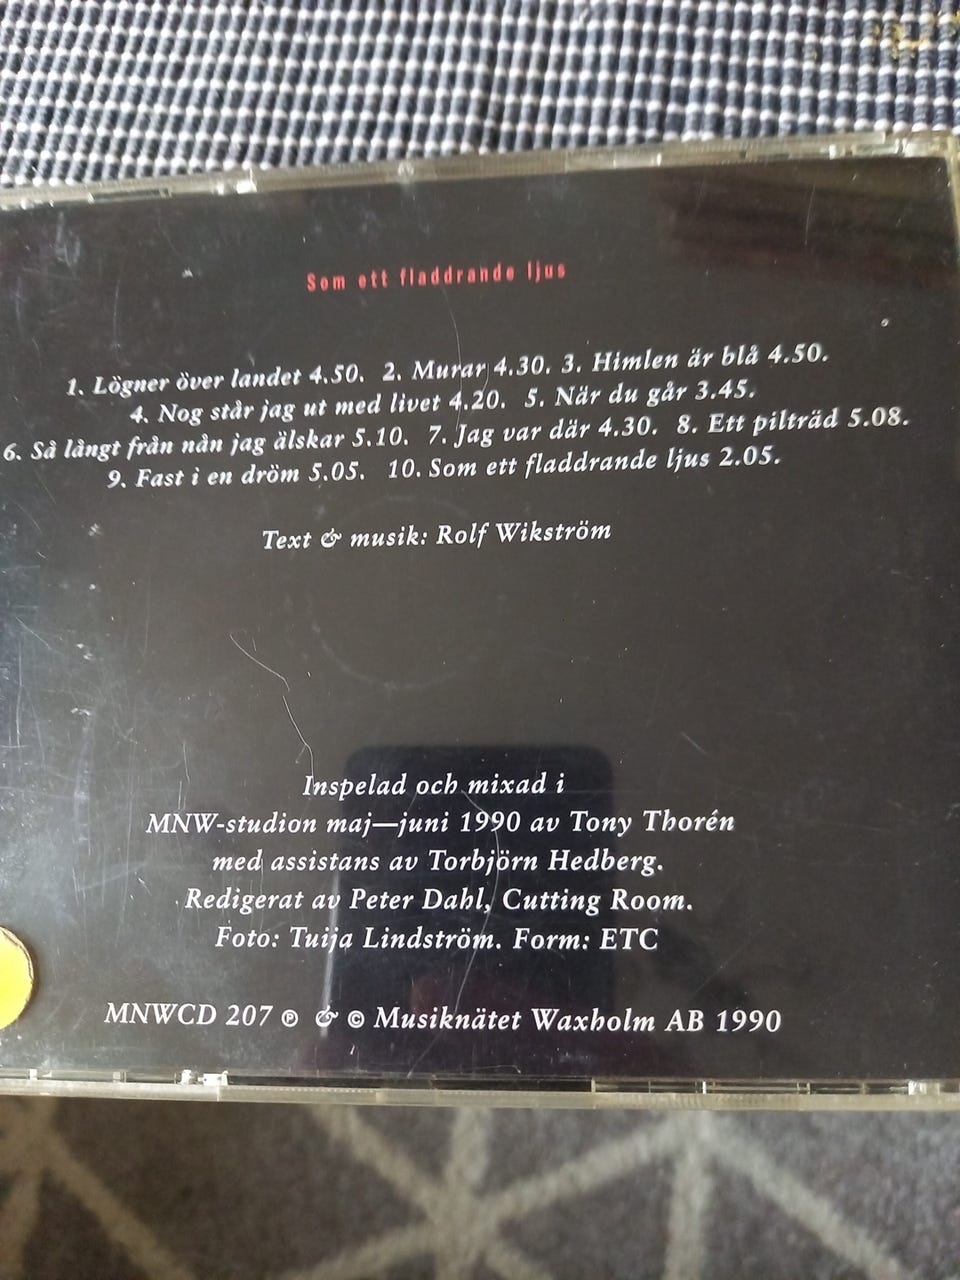 Som ett fladdrande ljus
1. Lögner över landet 4.50. 2. Murar 4.30. 3. Himlen är blå 4.50.
4. Nog står jag ut med livet 4.20. 5. När du går 3.45.
6. Så långt från nån jag älskar 5.10. 7. Jag var där 4.30. 8. Ett pilträd 5.08.
9. Fast i en dröm 5.05. 10. Som ett fladdrande ljus 2.05.
Text & musik: Rolf Wikström
Inspelad och mixad i
MNW-studion maj—juni 1990 av Tony Thorén
med assistans av Torbjörn Hedberg.
Redigerat av Peter Dahl, Cutting Room.
Foto: Tuija Lindström. Form: ETC
MNWCD 207 ℗ & © Musiknätet Waxholm AB 1990